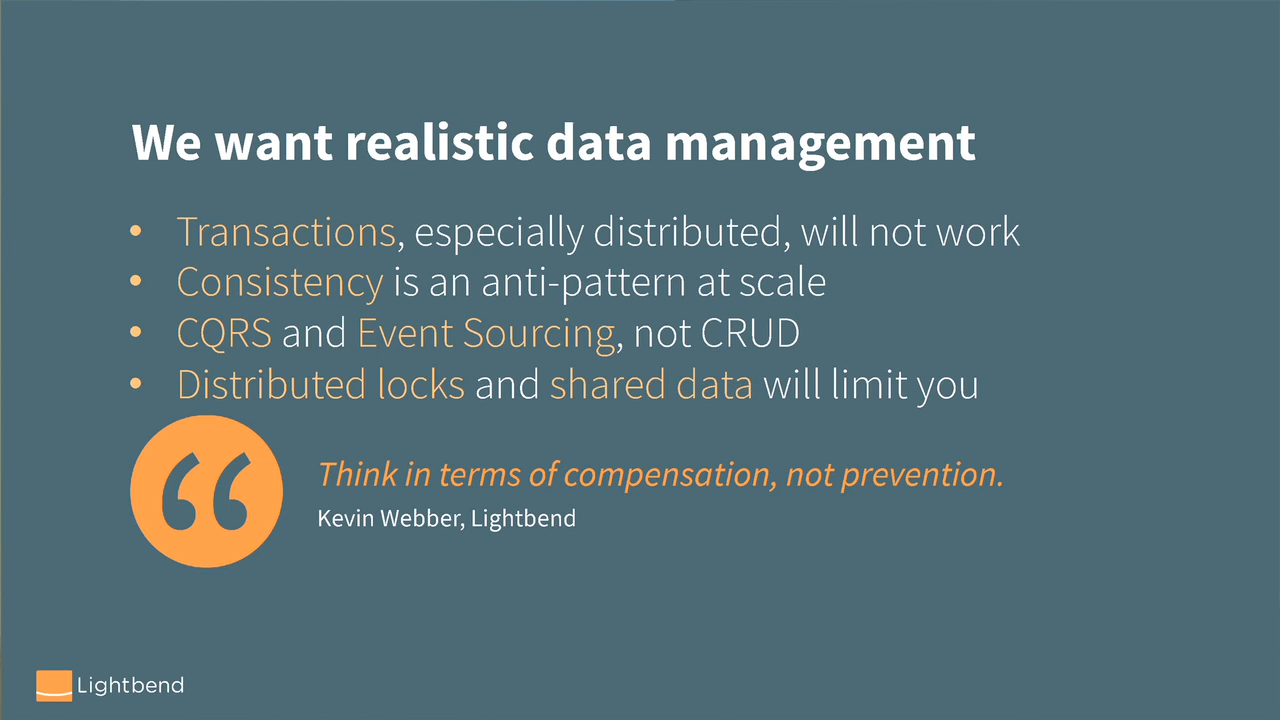 We want realistic data management
• Transactions, especially distributed, will not work
• Consistency is an anti-pattern at scale
• CQRS and Event Sourcing, not CRUD
• Distributed locks and shared data will limit you
“
Think in terms of compensation, not prevention.
Kevin Webber, Lightbend
Lightbend